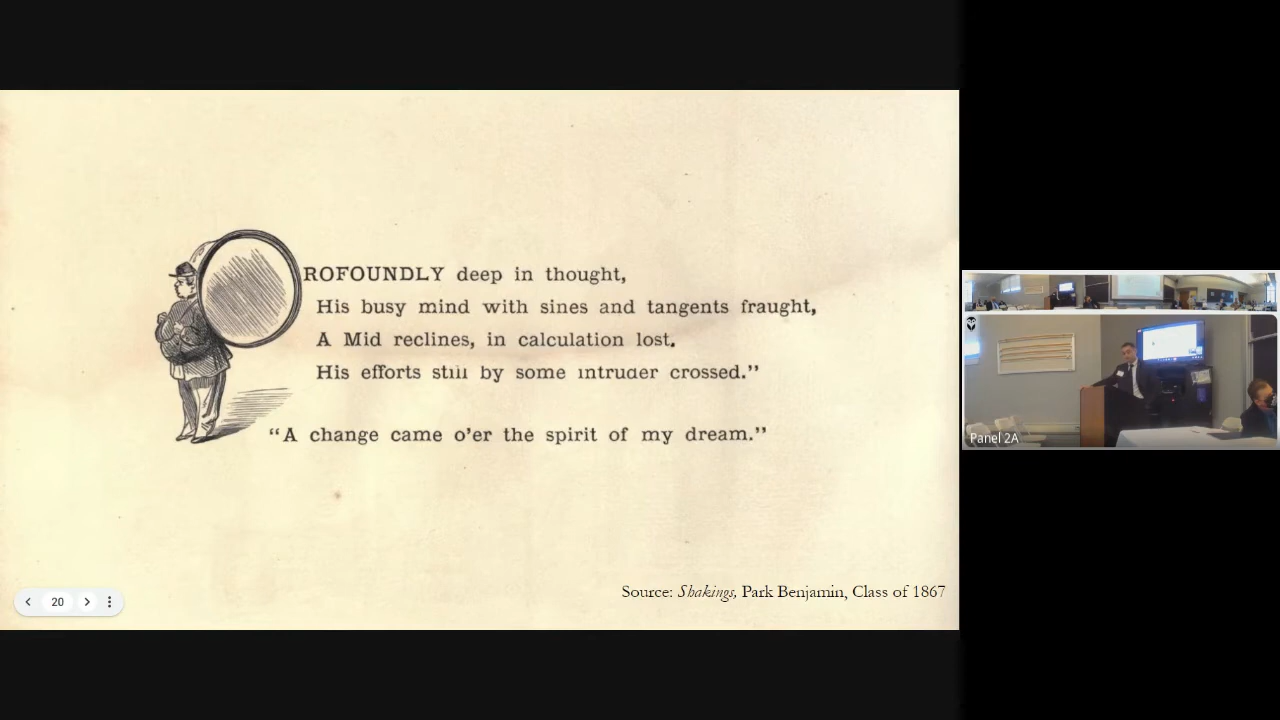 ROFOUNDLY deep in thought,
His busy mind with sines and tangents fraught,
A Mid reclines, in calculation lost.
His efforts still by some intruder crossed.”
“A change came o’er the spirit of my dream.”
Source: Shakings, Park Benjamin, Class of 1867
20
Panel 2A